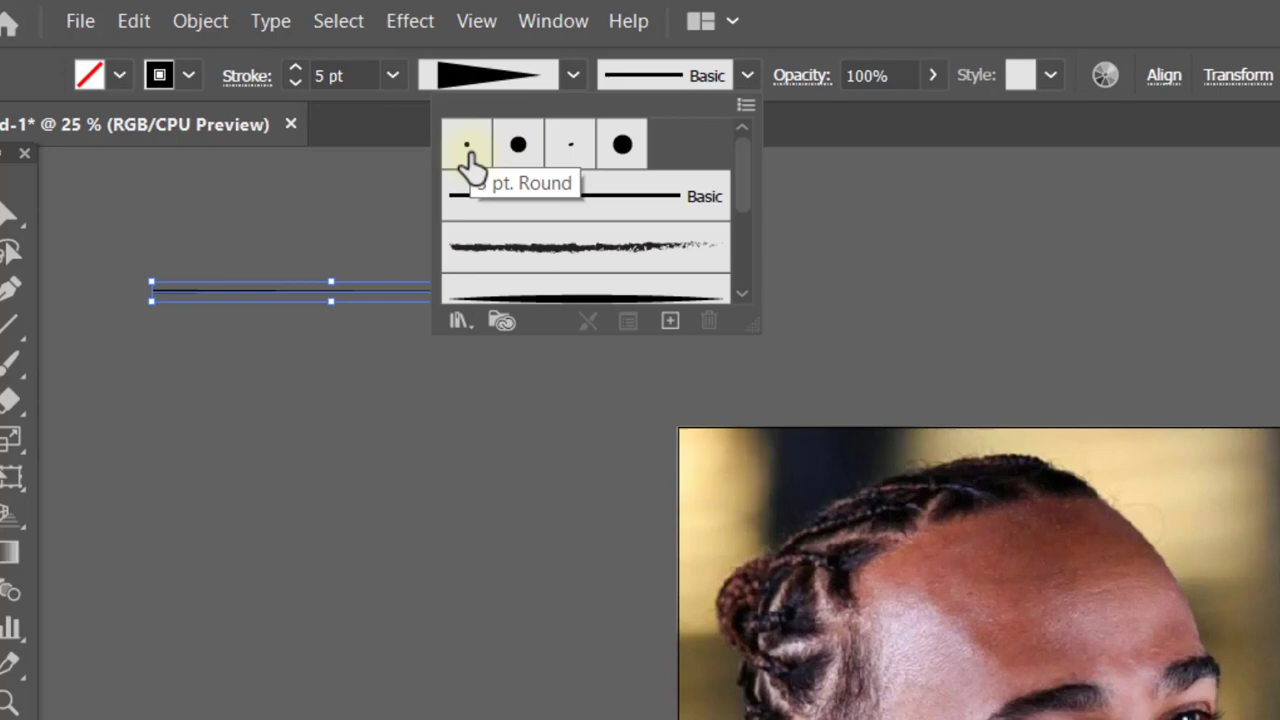 File Edit Object Type Select Effect View Window Help
Stroke: 5 pt Basic Opacity: 100% Style: Align Transform
d-1* @ 25 % (RGB/CPU Preview) ×
pt. Round
Basic